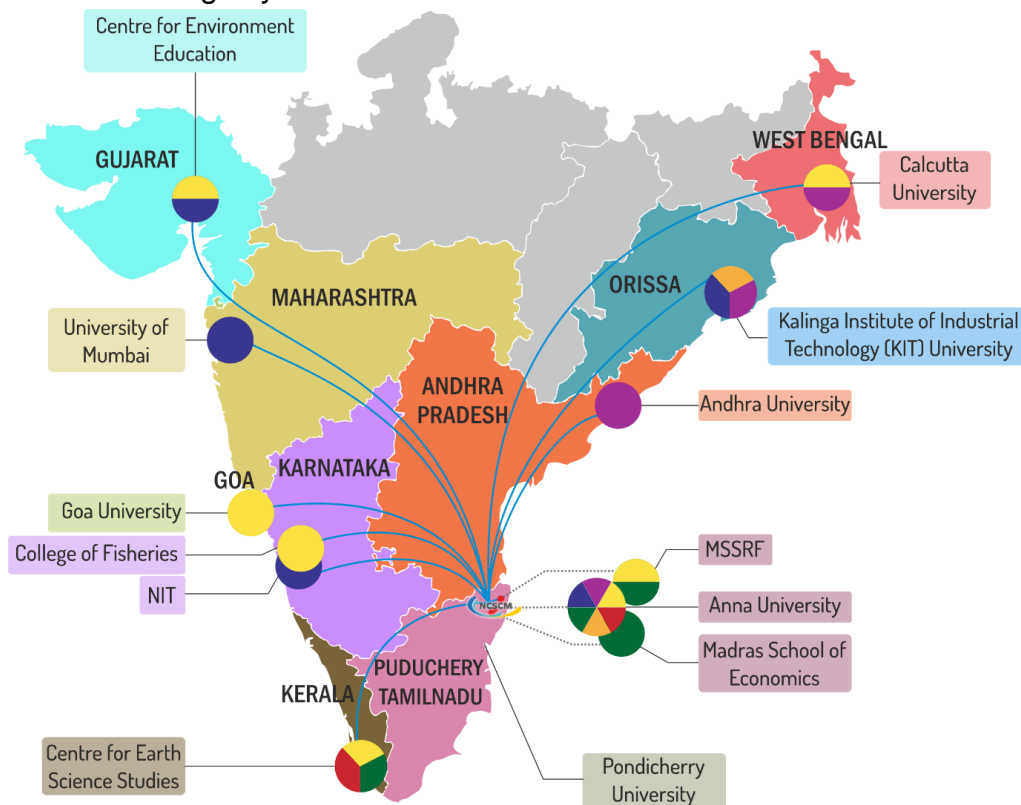 Centre for Environment
Education
GUJARAT
WEST BENGAL
Calcutta
University
MAHARASHTRA
ORISSA
University of
Mumbai
Kalinga Institute of Industrial
Technology (KIT) University
ANDHRA
PRADESH
Andhra University
KARNATAKA
GOA
Goa University
College of Fisheries
NIT
MSSRF
NCSCM
Anna University
Madras School of
Economics
PUDUCHERY
TAMILNADU
KERALA
Centre for Earth
Science Studies
Pondicherry
University